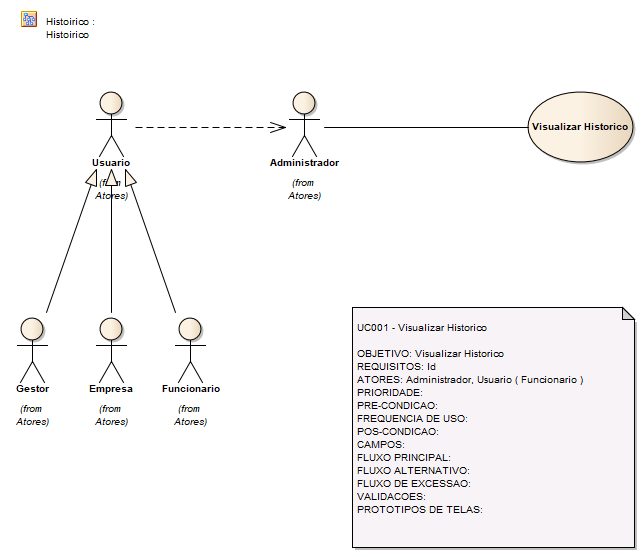 Histoirico :
Histoirico
Usuario
(from
Atores)
Administrador
(from
Atores)
Visualizar Historico
Gestor
(from
Atores)
Empresa
(from
Atores)
Funcionario
(from
Atores)
UC001 - Visualizar Historico
OBJETIVO: Visualizar Historico
REQUISITOS: Id
ATORES: Administrador, Usuario ( Funcionario )
PRIORIDADE:
PRE-CONDICAO:
FREQUENCIA DE USO:
POS-CONDICAO:
CAMPOS:
FLUXO PRINCIPAL:
FLUXO ALTERNATIVO:
FLUXO DE EXCESSAO:
VALIDACOES:
PROTOTIPOS DE TELAS: